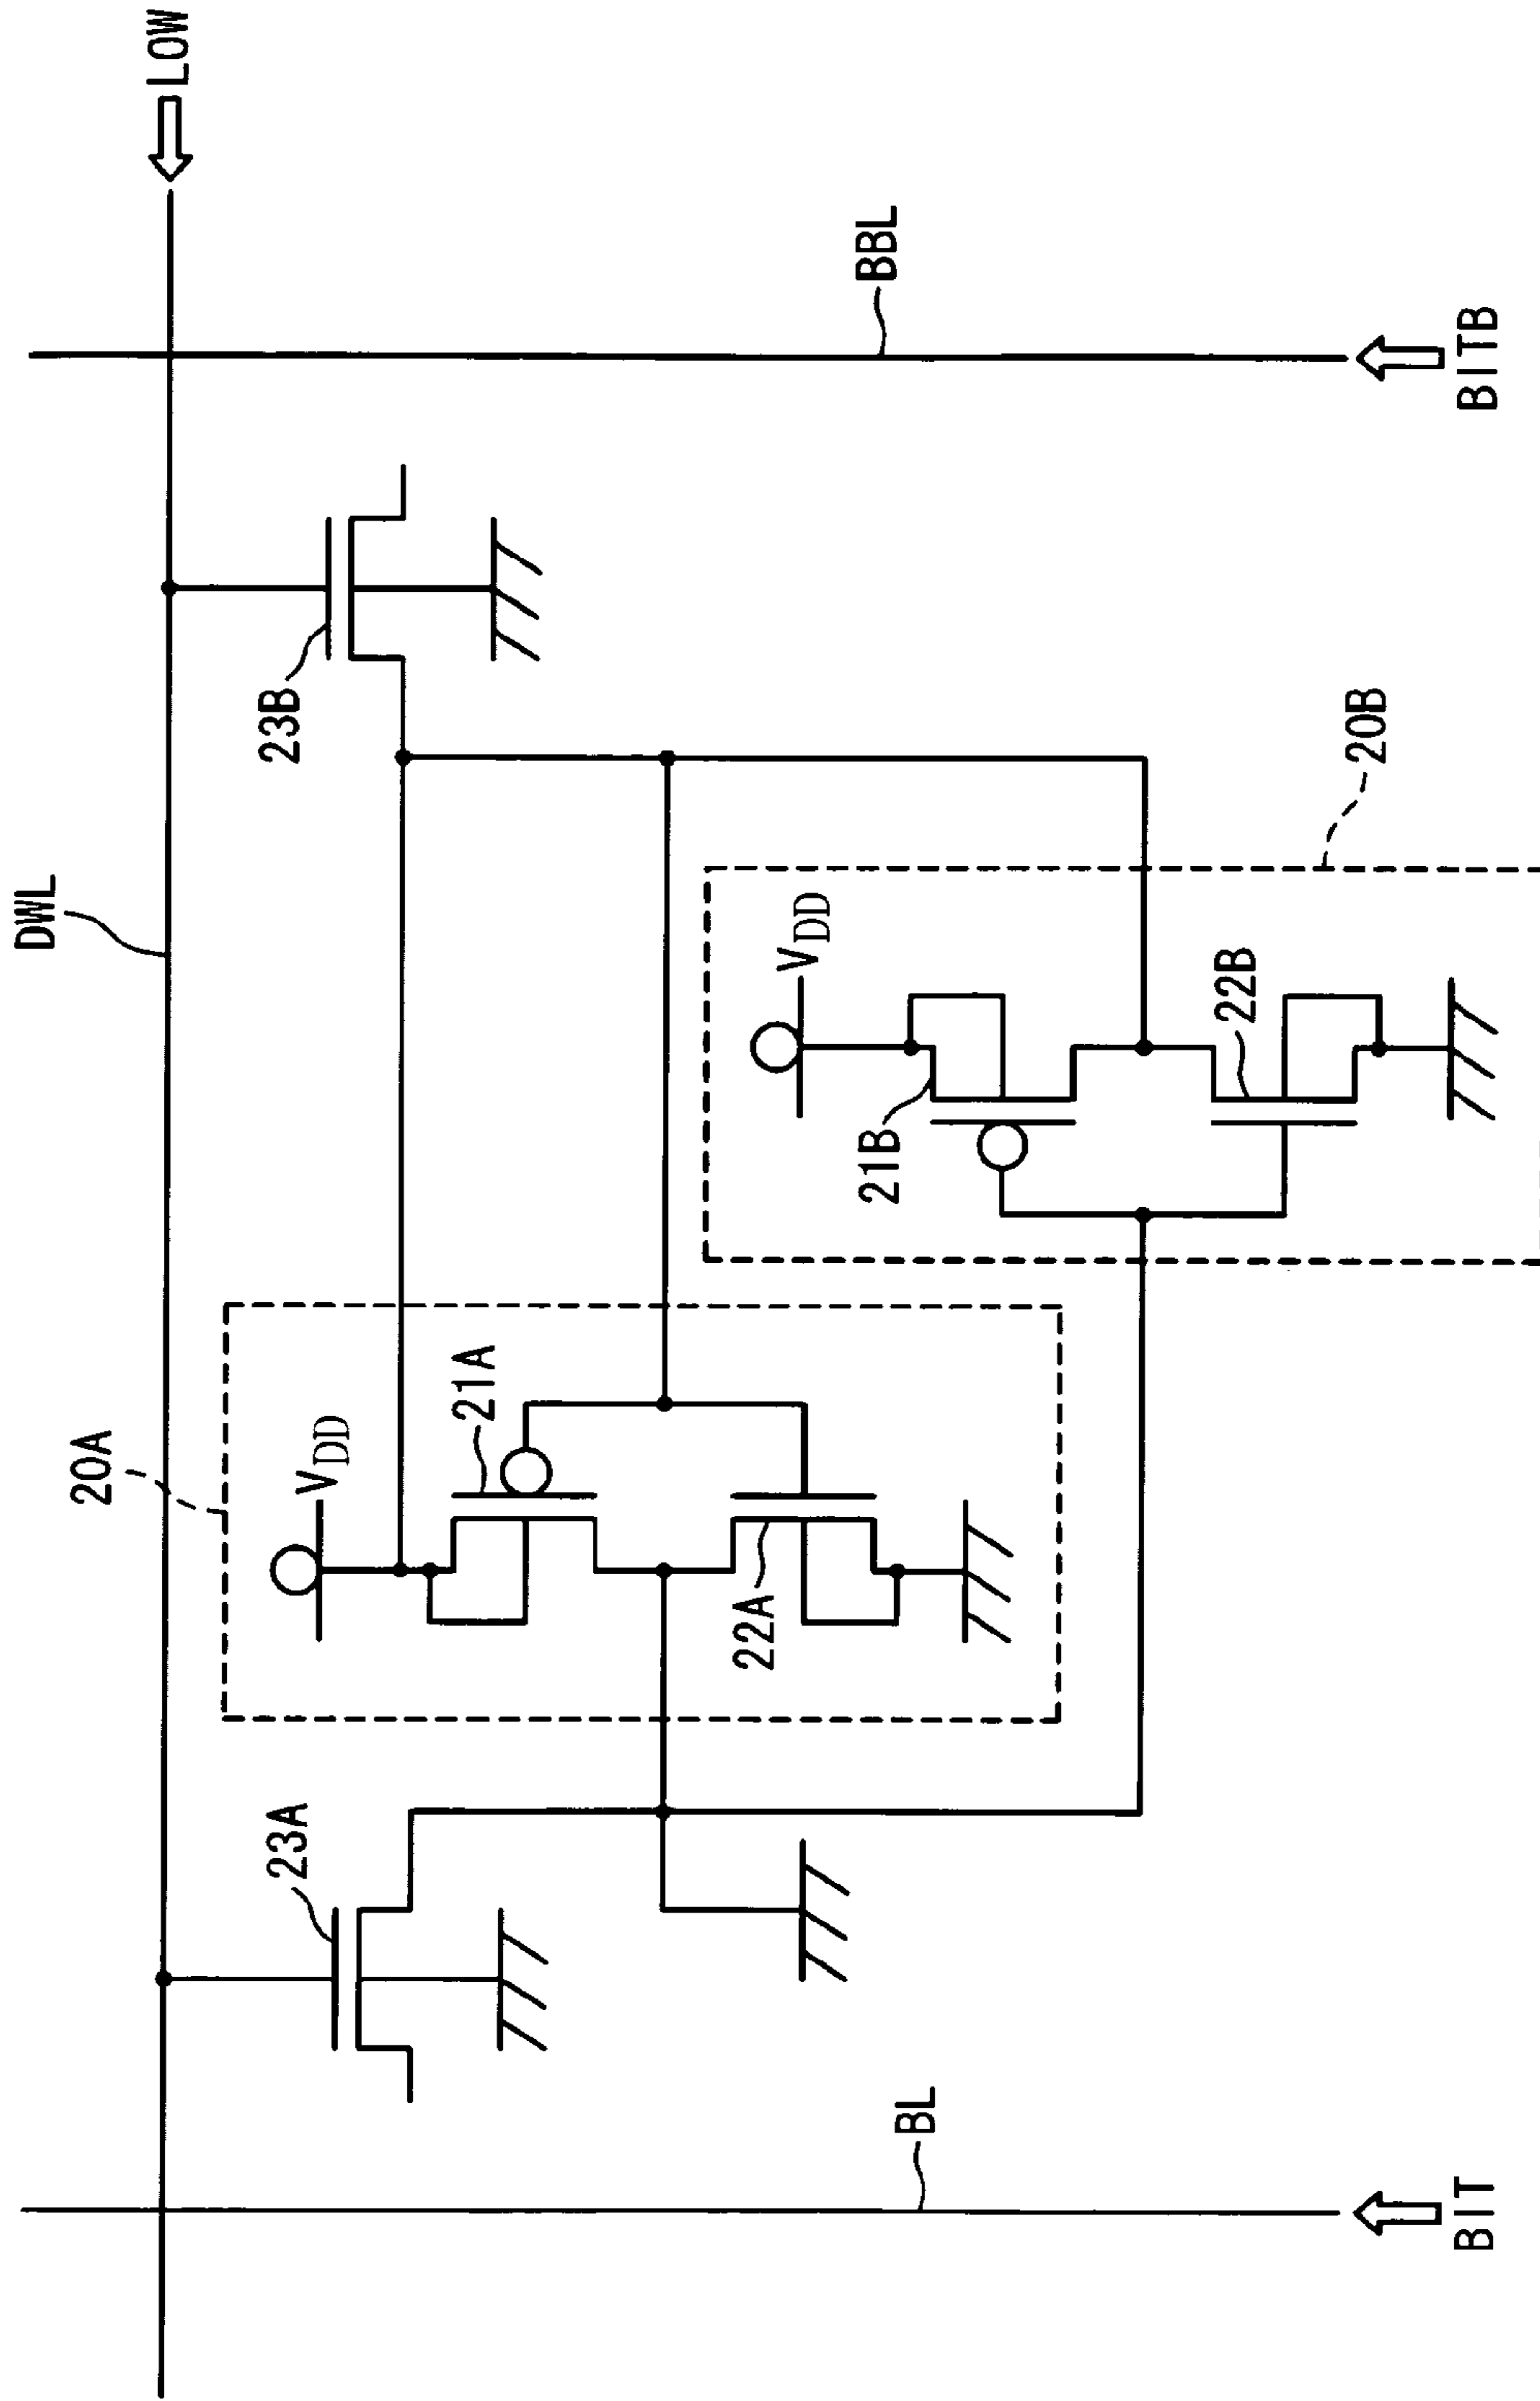 DWL
LOW
20A
23A
23B
VDD
21A
22A
VDD
21B
22B
20B
BL
BBL
BIT
BITB